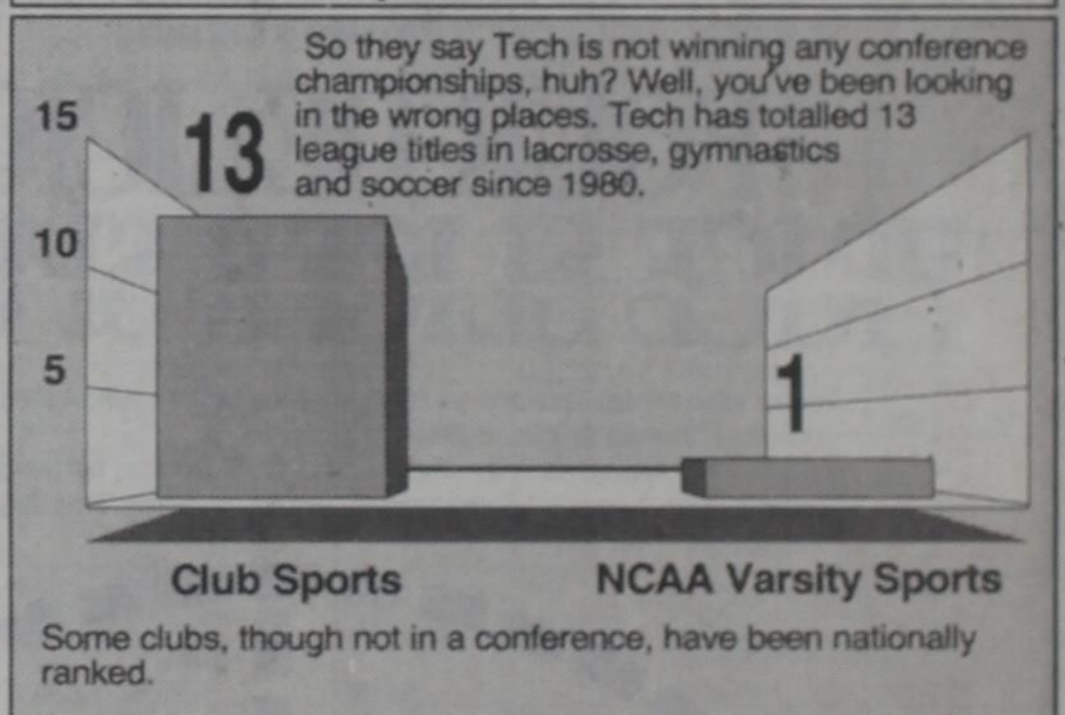 So they say Tech is not winning any conference
championships, huh? Well, you've been looking
in the wrong places. Tech has totalled 13
league titles in lacrosse, gymnastics
and soccer since 1980.
15
13
10
5
1
Club Sports NCAA Varsity Sports
Some clubs, though not in a conference, have been nationally
ranked.